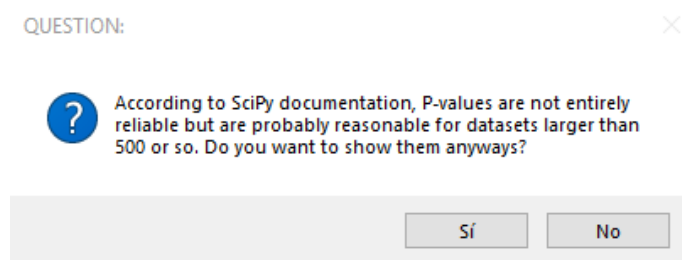 QUESTION:
?
According to SciPy documentation, P-values are not entirely
reliable but are probably reasonable for datasets larger than
500 or so. Do you want to show them anyways?
Sí No